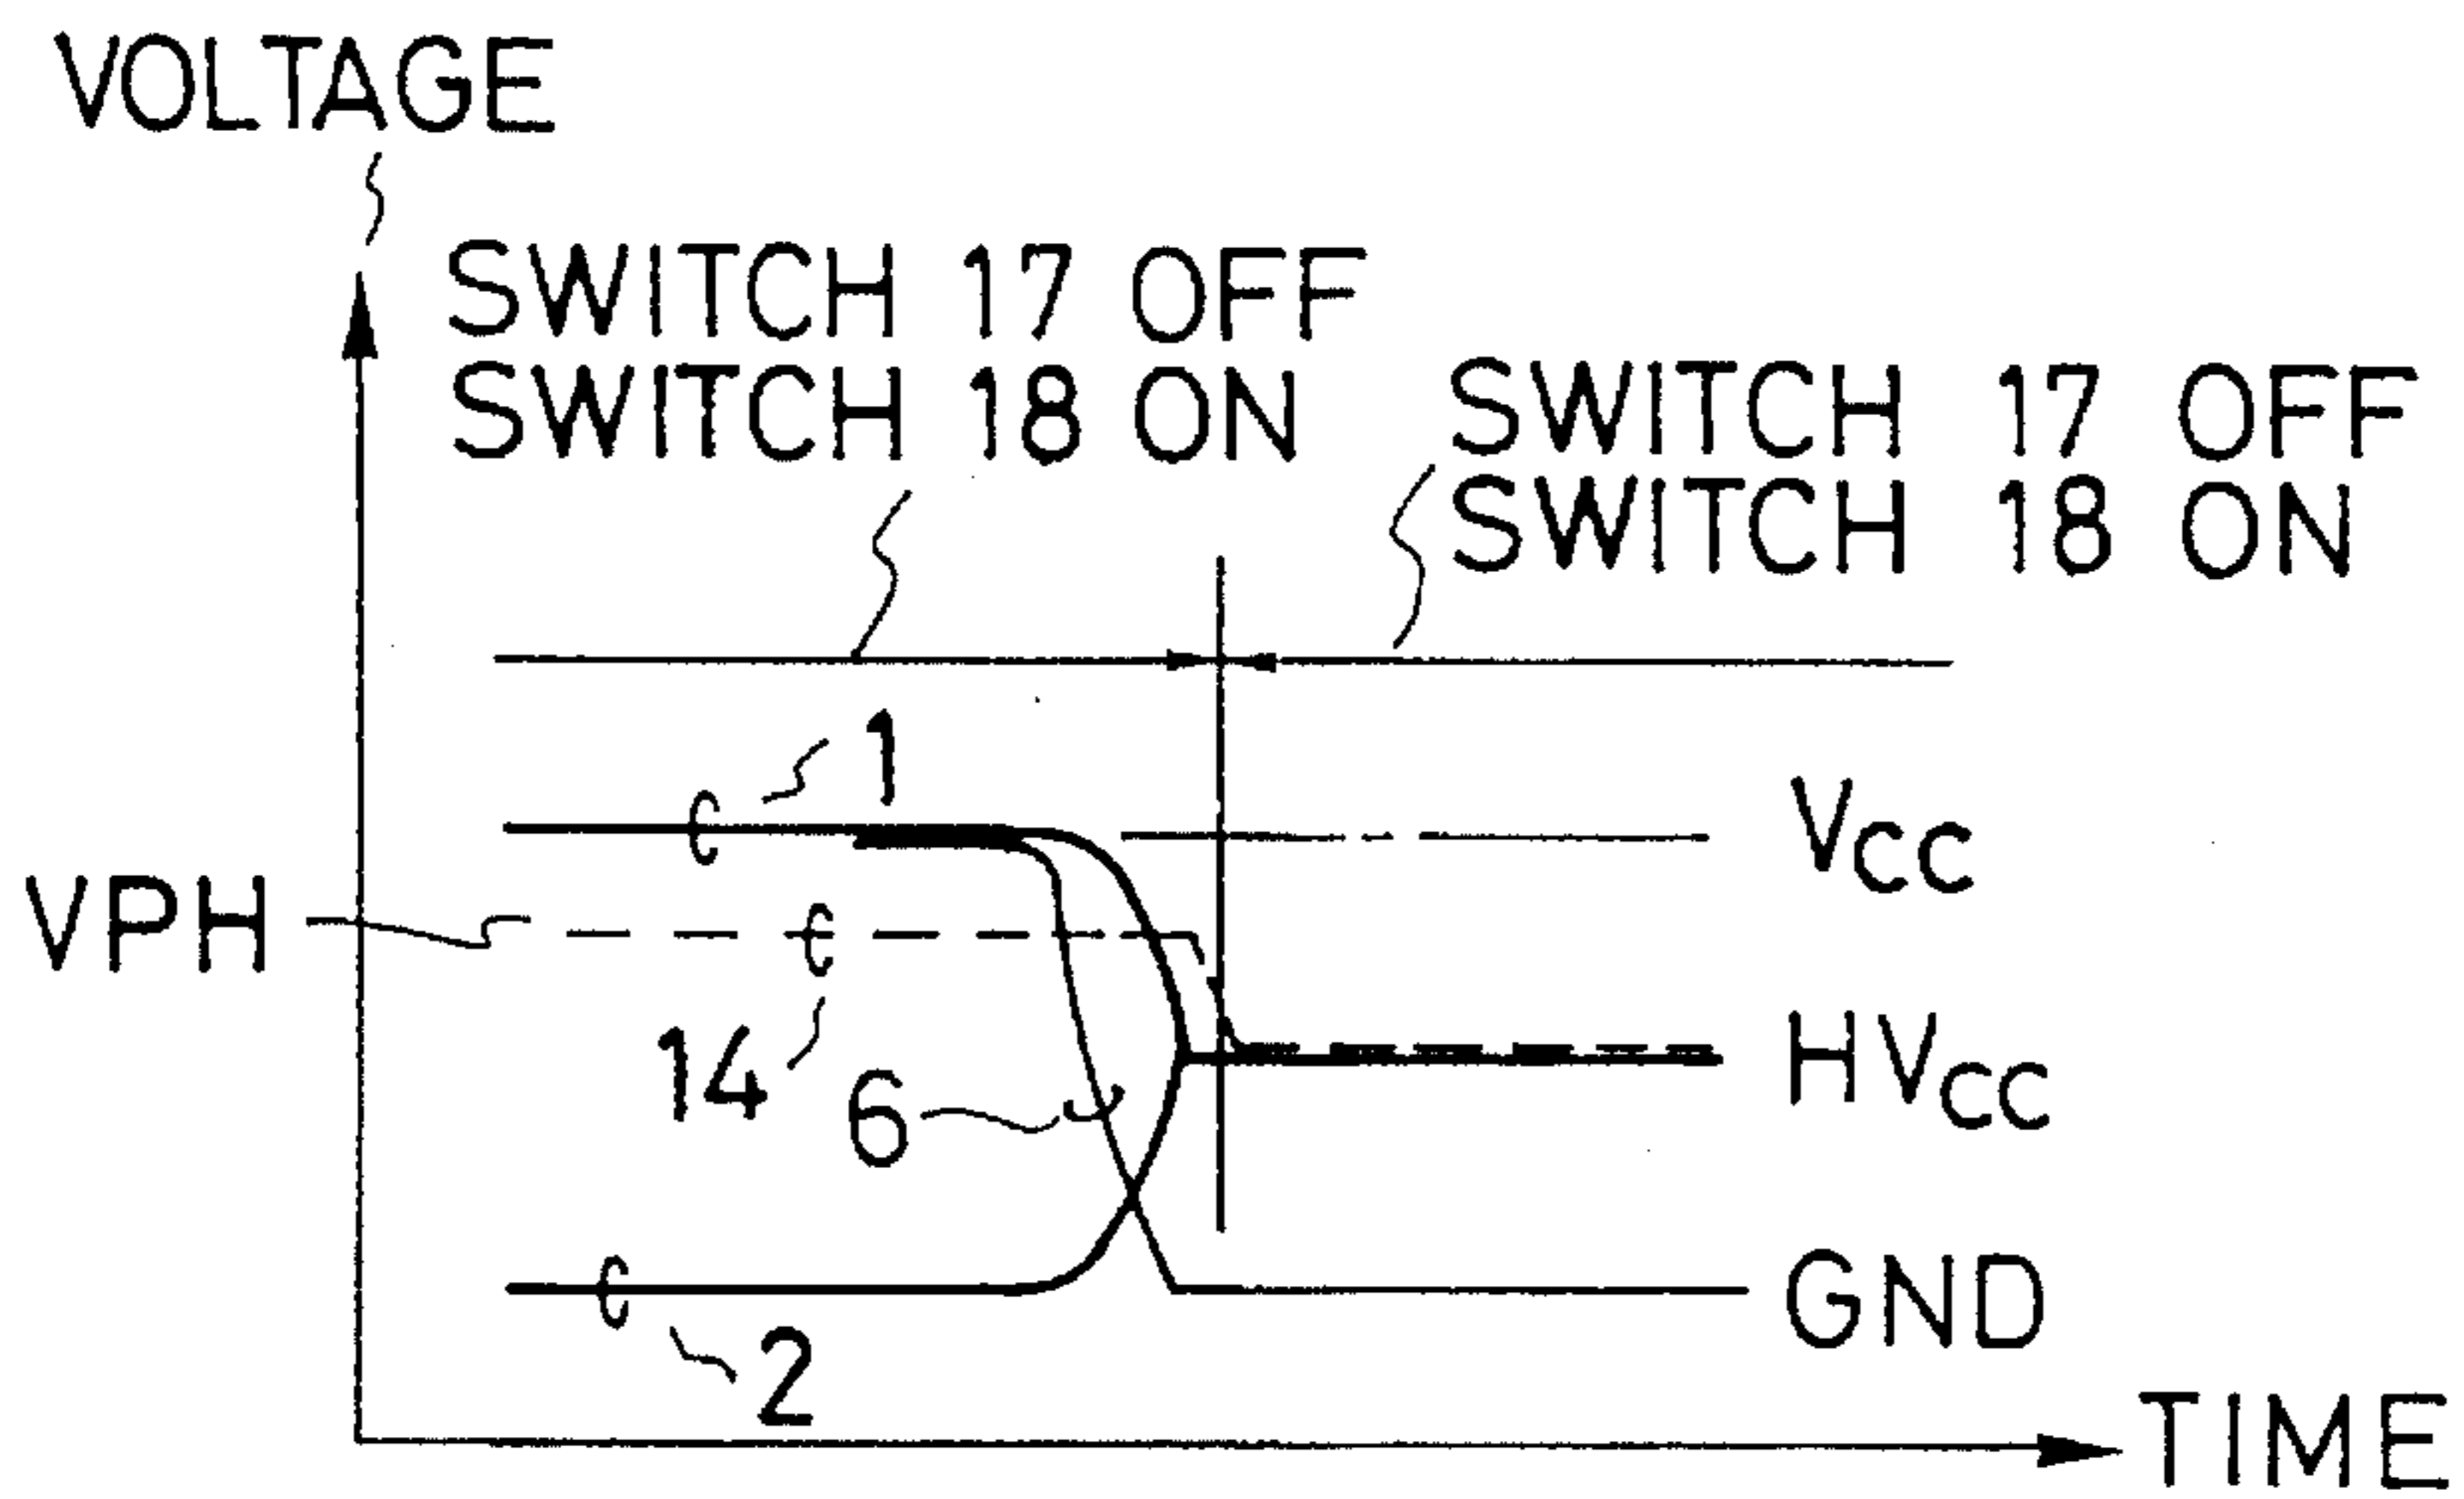 VOLTAGE
SWITCH 17 OFF
SWITCH 18 ON
SWITCH 17 OFF
SWITCH 18 ON
1
VCC
VPH
14
6
HVCC
2
GND
TIME